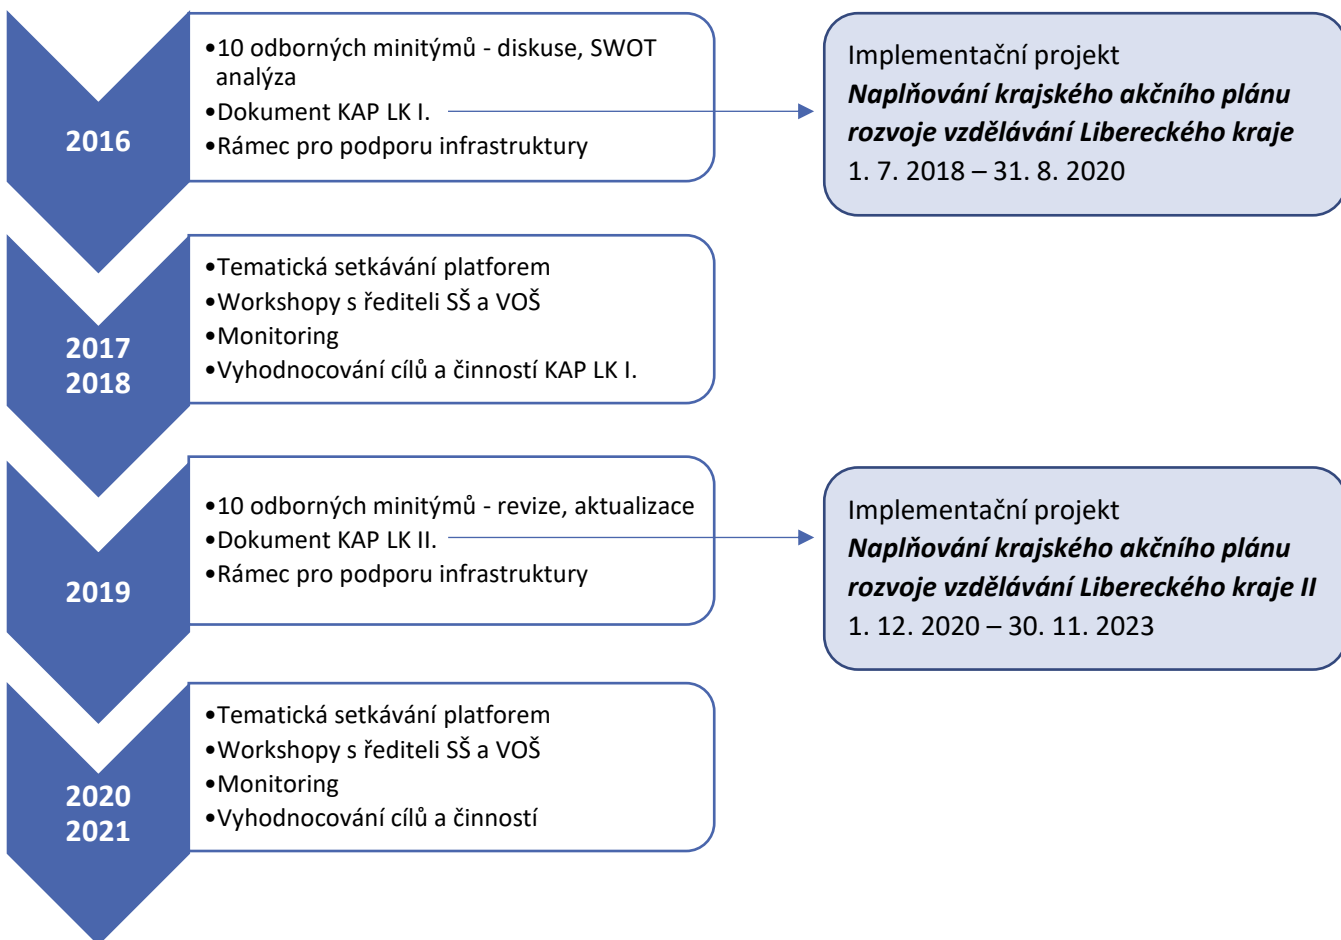 2016
•10 odborných minitýmů - diskuse, SWOT
analýza
•Dokument KAP LK I.
•Rámec pro podporu infrastruktury
Implementační projekt
Naplňování krajského akčního plánu
rozvoje vzdělávání Libereckého kraje
1. 7. 2018 – 31. 8. 2020
2017
2018
•Tematická setkávání platforem
•Workshopy s řediteli SŠ a VOŠ
•Monitoring
•Vyhodnocování cílů a činností KAP LK I.
2019
•10 odborných minitýmů - revize, aktualizace
•Dokument KAP LK II.
•Rámec pro podporu infrastruktury
Implementační projekt
Naplňování krajského akčního plánu
rozvoje vzdělávání Libereckého kraje II
1. 12. 2020 – 30. 11. 2023
2020
2021
•Tematická setkávání platforem
•Workshopy s řediteli SŠ a VOŠ
•Monitoring
•Vyhodnocování cílů a činností